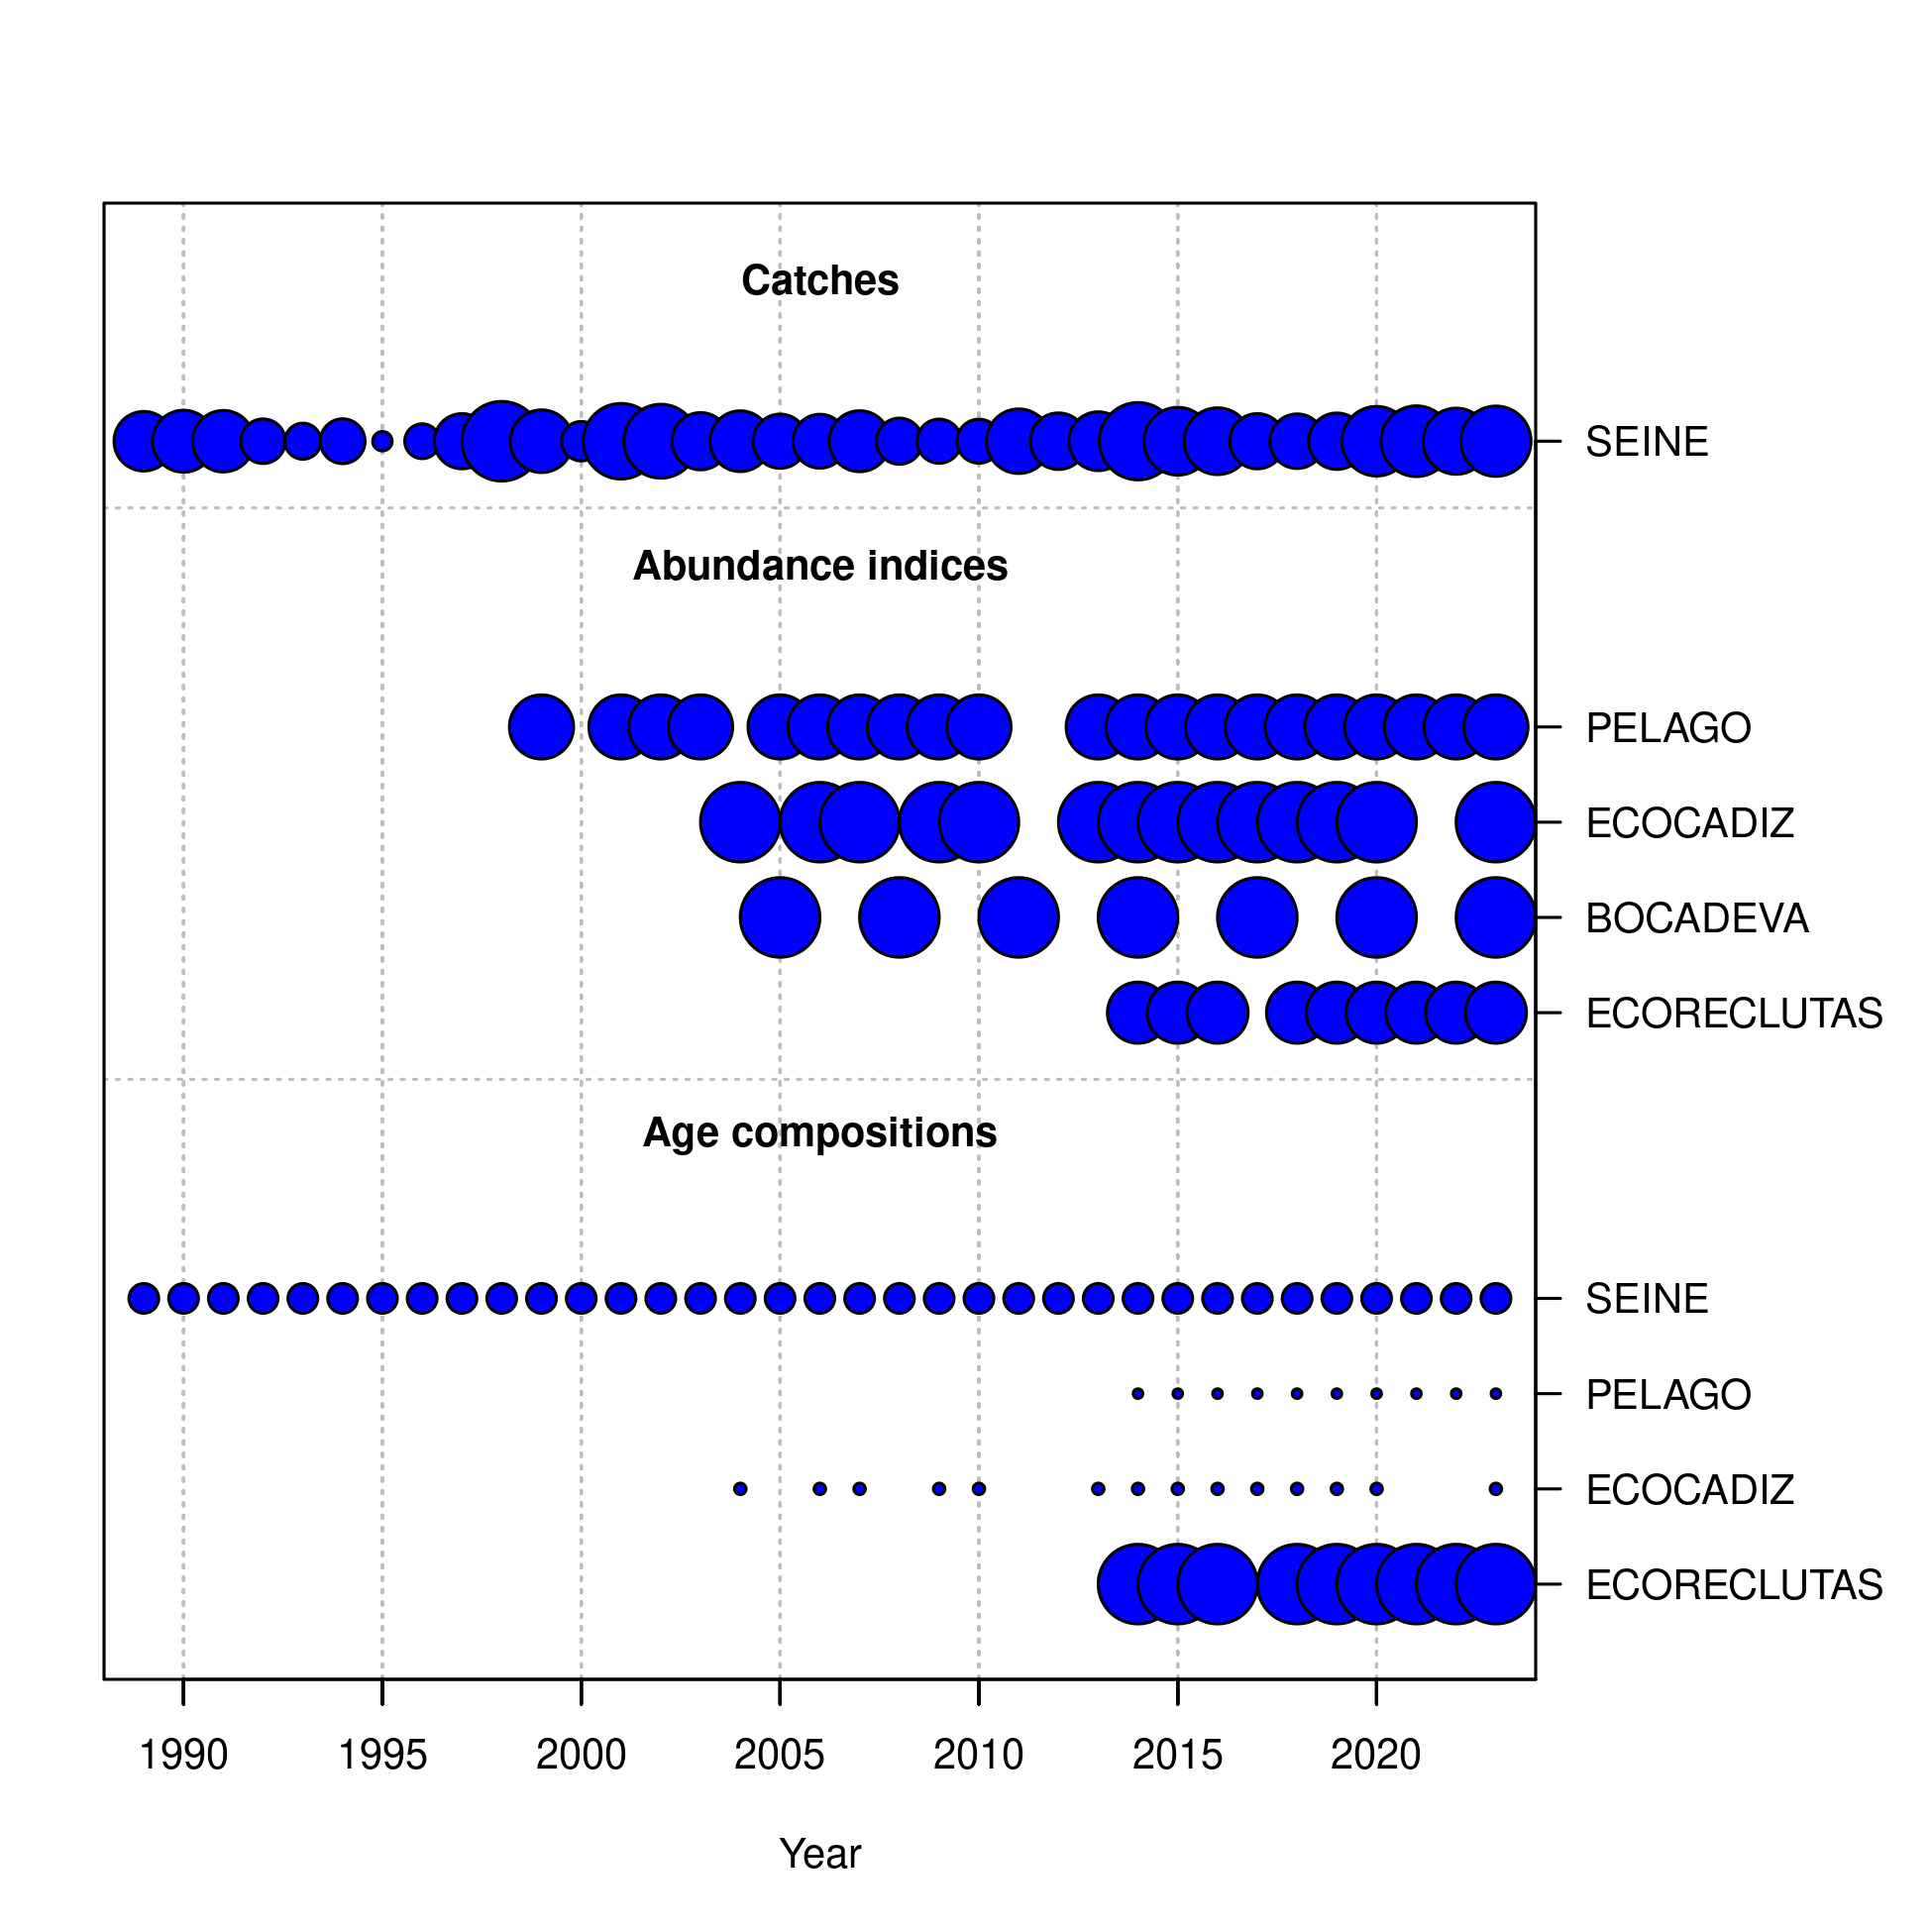 Catches
SEINE
Abundance indices
PELAGO
ECOCADIZ
BOCADEVA
ECORECLUTAS
Age compositions
SEINE
PELAGO
ECOCADIZ
ECORECLUTAS
1990 1995 2000 2005 2010 2015 2020
Year